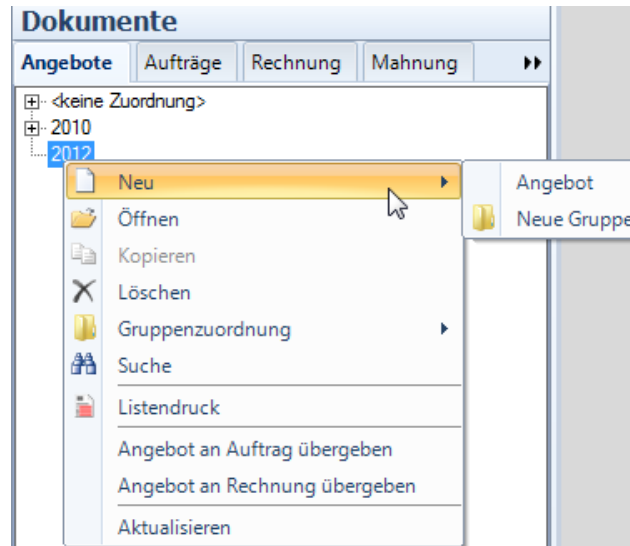 Dokumente
Angebote Aufträge Rechnung Mahnung
<keine Zuordnung>
2010
2012
Neu
Angebot
Öffnen
Neue Gruppe
Kopieren
Löschen
Gruppenzuordnung
Suche
Listendruck
Angebot an Auftrag übergeben
Angebot an Rechnung übergeben
Aktualisieren